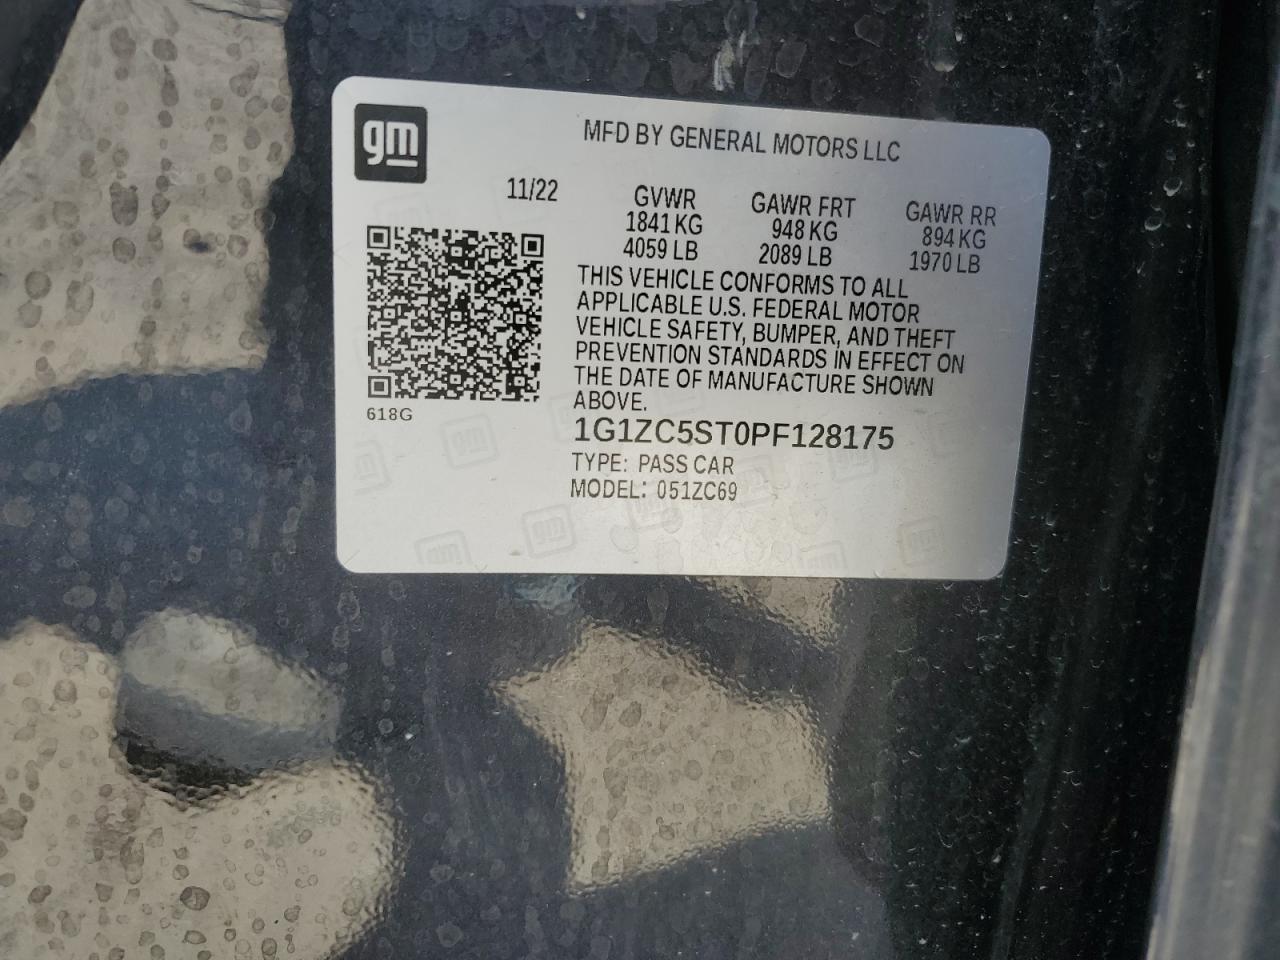 gm
MFD BY GENERAL MOTORS LLC
11/22
GVWR GAWR FRT GAWR RR
1841 KG 948 KG 894 KG
4059 LB 2089 LB 1970 LB
THIS VEHICLE CONFORMS TO ALL
APPLICABLE U.S. FEDERAL MOTOR
VEHICLE SAFETY, BUMPER, AND THEFT
PREVENTION STANDARDS IN EFFECT ON
THE DATE OF MANUFACTURE SHOWN
ABOVE.
618G
1G1ZC5ST0PF128175
TYPE: PASS CAR
MODEL: 051ZC69